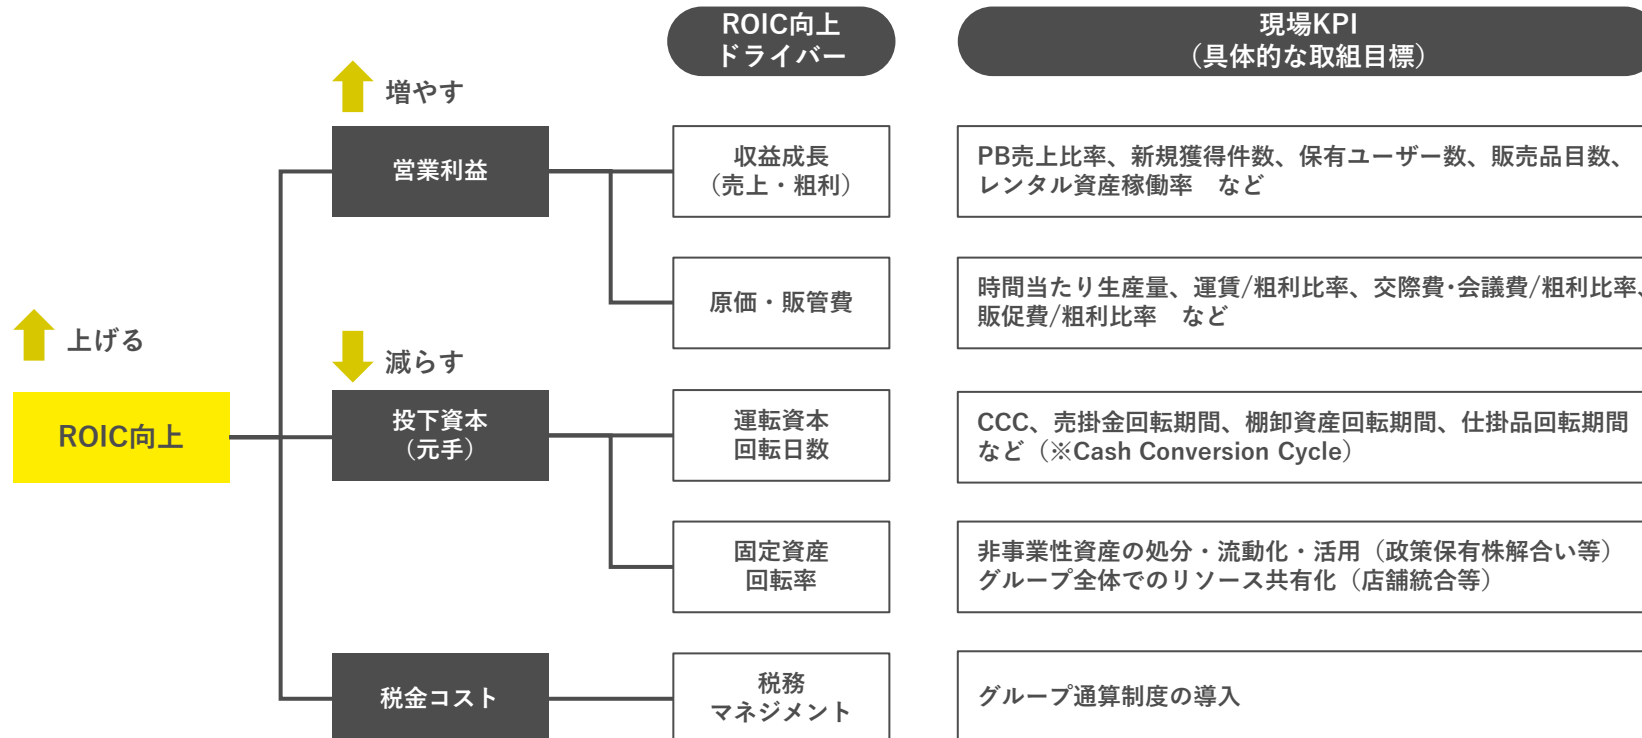 ROIC向上
ドライバー
現場KPI
（具体的な取組目標）
増やす
営業利益
収益成長
（売上・粗利）
PB売上比率、新規獲得件数、保有ユーザー数、販売品目数、
レンタル資産稼働率　など
原価・販管費
時間当たり生産量、運賃/粗利比率、交際費･会議費/粗利比率、
販促費/粗利比率　など
上げる
ROIC向上
減らす
投下資本
（元手）
運転資本
回転日数
CCC、売掛金回転期間、棚卸資産回転期間、仕掛品回転期間
など（※Cash Conversion Cycle）
固定資産
回転率
非事業性資産の処分・流動化・活用（政策保有株解合い等）
グループ全体でのリソース共有化（店舗統合等）
税金コスト
税務
マネジメント
グループ通算制度の導入